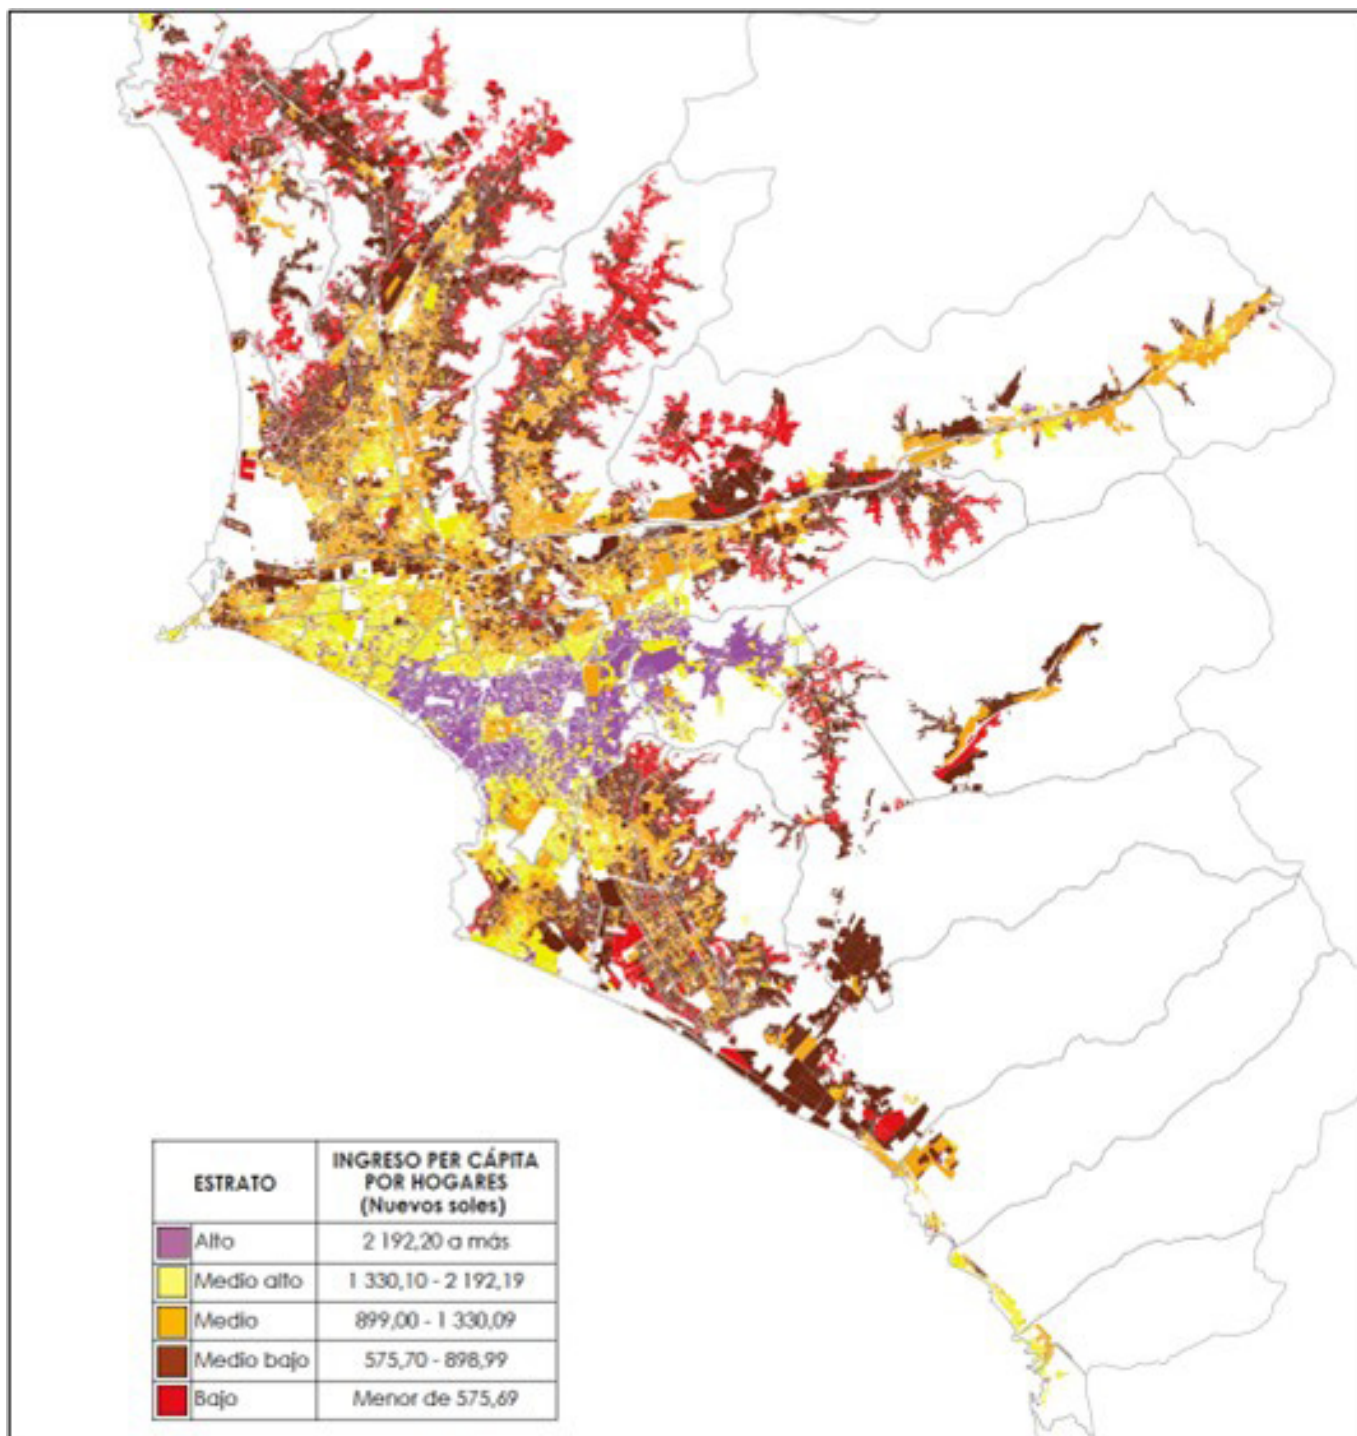 ESTRATO
INGRESO PER CÁPITA
POR HOGARES
(Nuevos soles)
Alto 2 192,20 a más
Medio alto 1 330,10 - 2 192,19
Medio 899,00 - 1 330,09
Medio bajo 575,70 - 898,99
Bajo Menor de 575,69